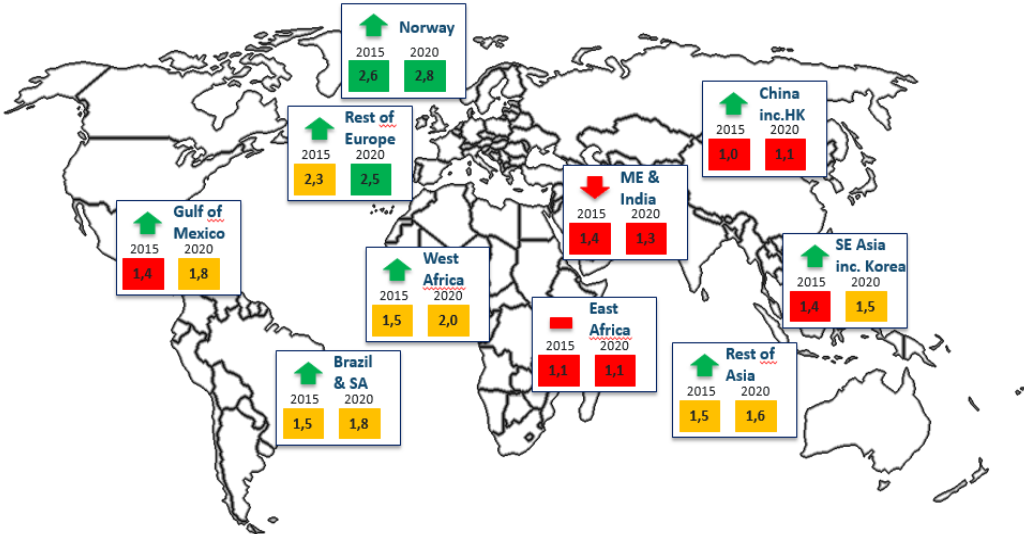 Norway
2015 2020
2,6 2,8
Rest of
Europe
2015 2020
2,3 2,5
China
inc.HK
2015 2020
1,0 1,1
ME &
India
2015 2020
1,4 1,3
Gulf of
Mexico
2015 2020
1,4 1,8
West
Africa
2015 2020
1,5 2,0
SE Asia
inc. Korea
2015 2020
1,4 1,5
East
Africa
2015 2020
1,1 1,1
Brazil
& SA
2015 2020
1,5 1,8
Rest of
Asia
2015 2020
1,5 1,6